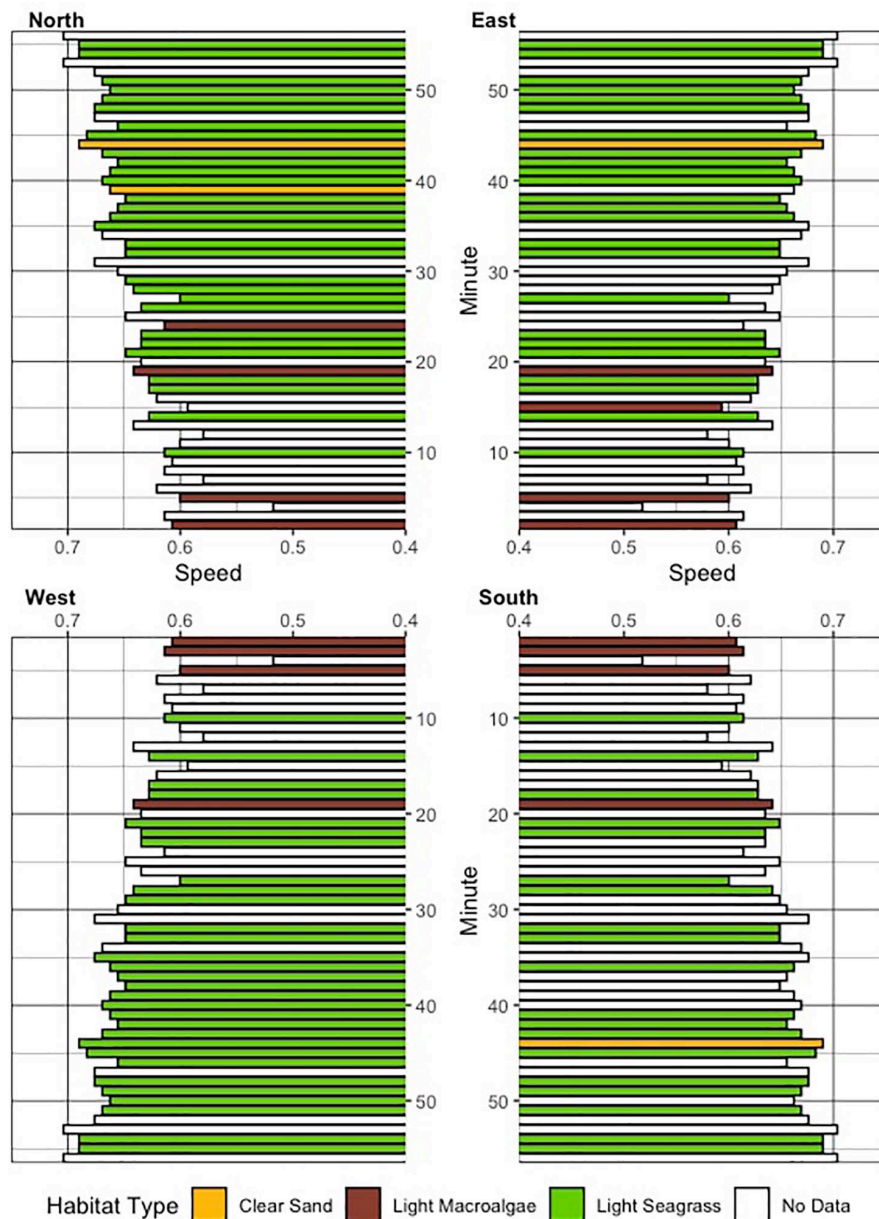 North East
50 50
40 40
30 30
Minute
20 20
10 10
0.7 0.6 0.5 0.4 0.4 0.5 0.6 0.7
Speed Speed
West South
0.7 0.6 0.5 0.4 0.4 0.5 0.6 0.7
10 10
20 20
30 30
Minute
40 40
50 50
Habitat Type Clear Sand Light Macroalgae Light Seagrass No Data